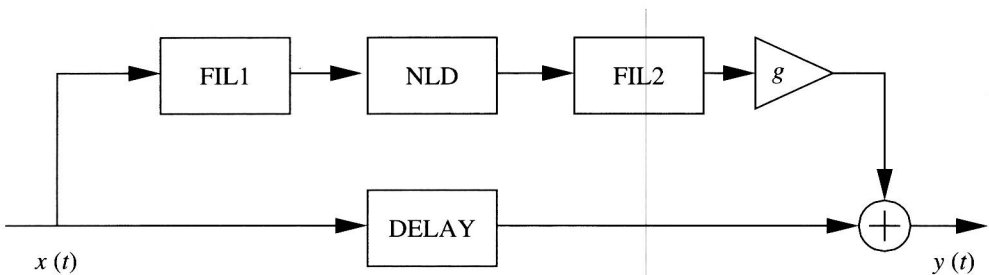 FIL1
NLD
FIL2
g
DELAY
x (t)
y (t)